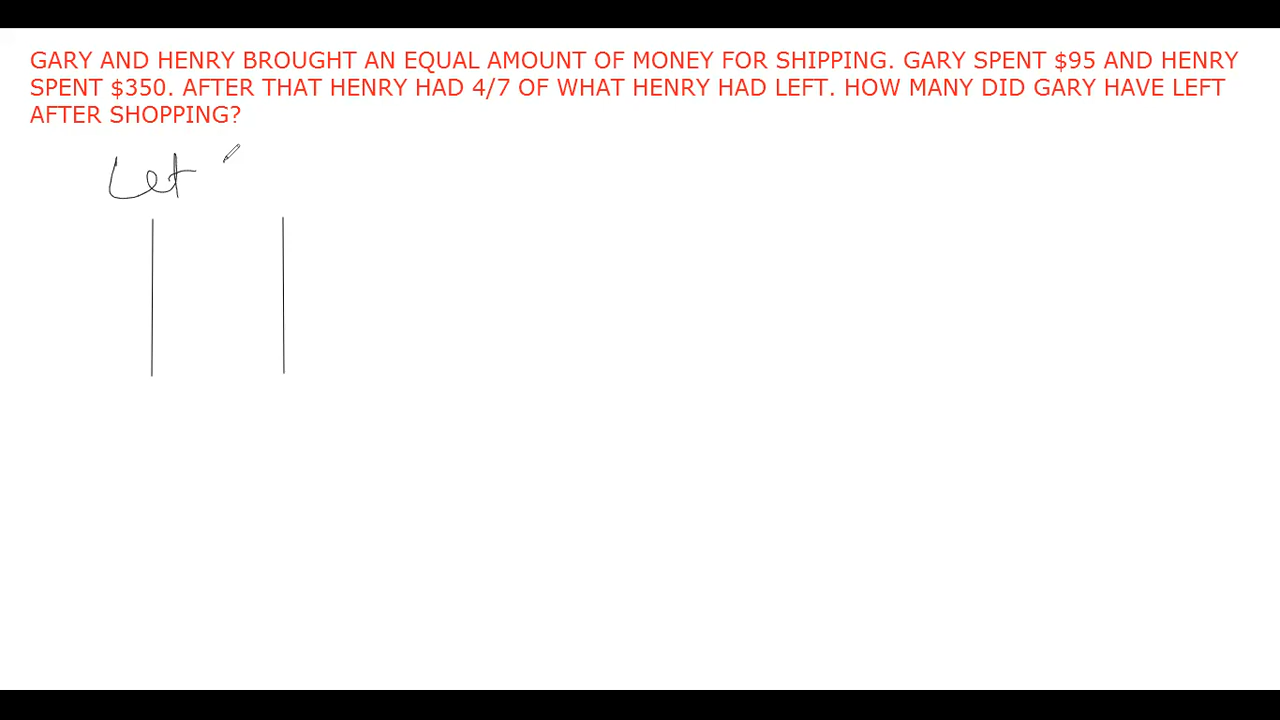 GARY AND HENRY BROUGHT AN EQUAL AMOUNT OF MONEY FOR SHIPPING. GARY SPENT $95 AND HENRY
SPENT $350. AFTER THAT HENRY HAD 4/7 OF WHAT HENRY HAD LEFT. HOW MANY DID GARY HAVE LEFT
AFTER SHOPPING?
Let